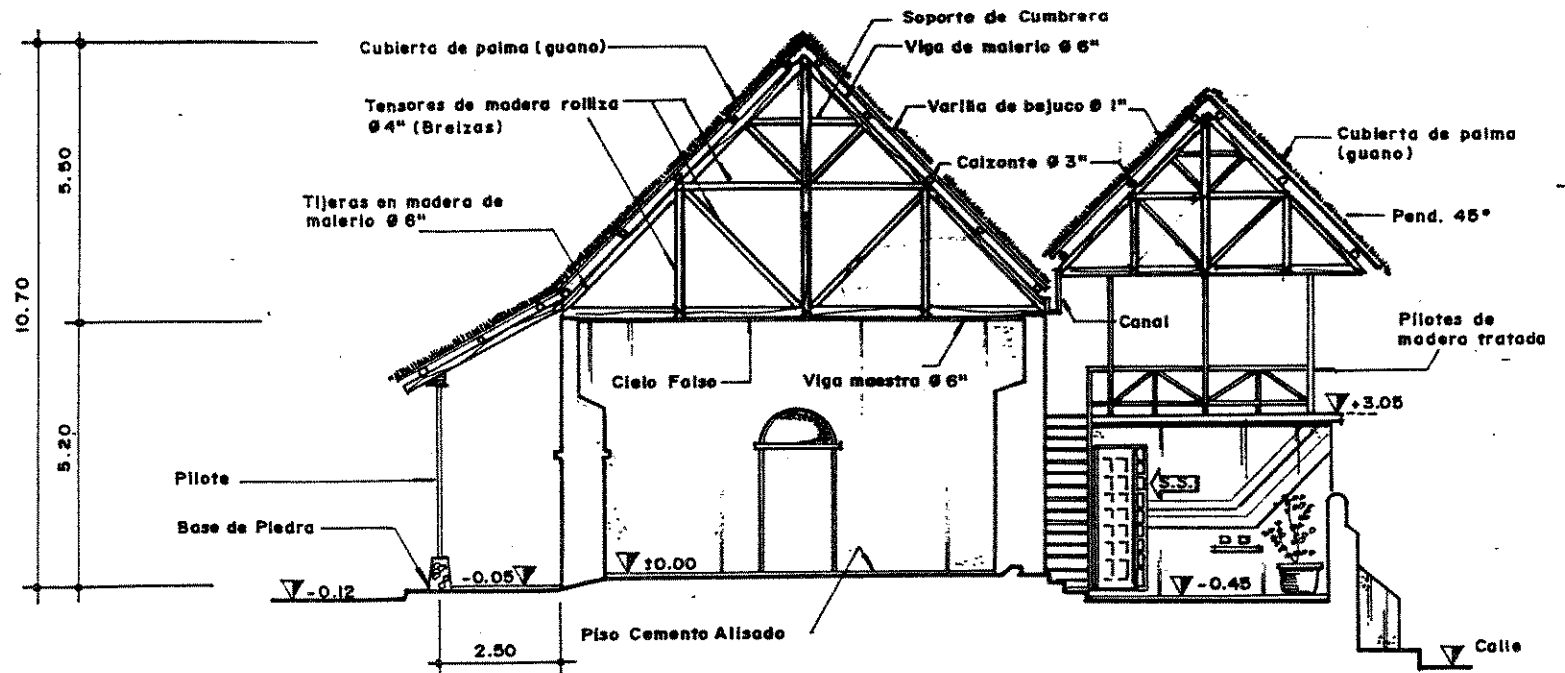 Soporte de Cumbrera
Cubierta de palma (guano)
Viga de malerio Ø 6"
Tensores de madera rolliza
Ø4" (Breizas)
Varilla de bejuco Ø 1"
Cubierta de palma
(guano)
Calzonte Ø 3"
Tijeras en madera de
malerio Ø 6"
Pend. 45°
5.50
10.70
5.20
Canal
Pilotes de
madera tratada
Cielo Falso
Viga maestra Ø 6"
+3.05
Pilote
S.S.
Base de Piedra
±0.00
-0.05
-0.12
-0.45
Piso Cemento Alisado
2.50
Calle